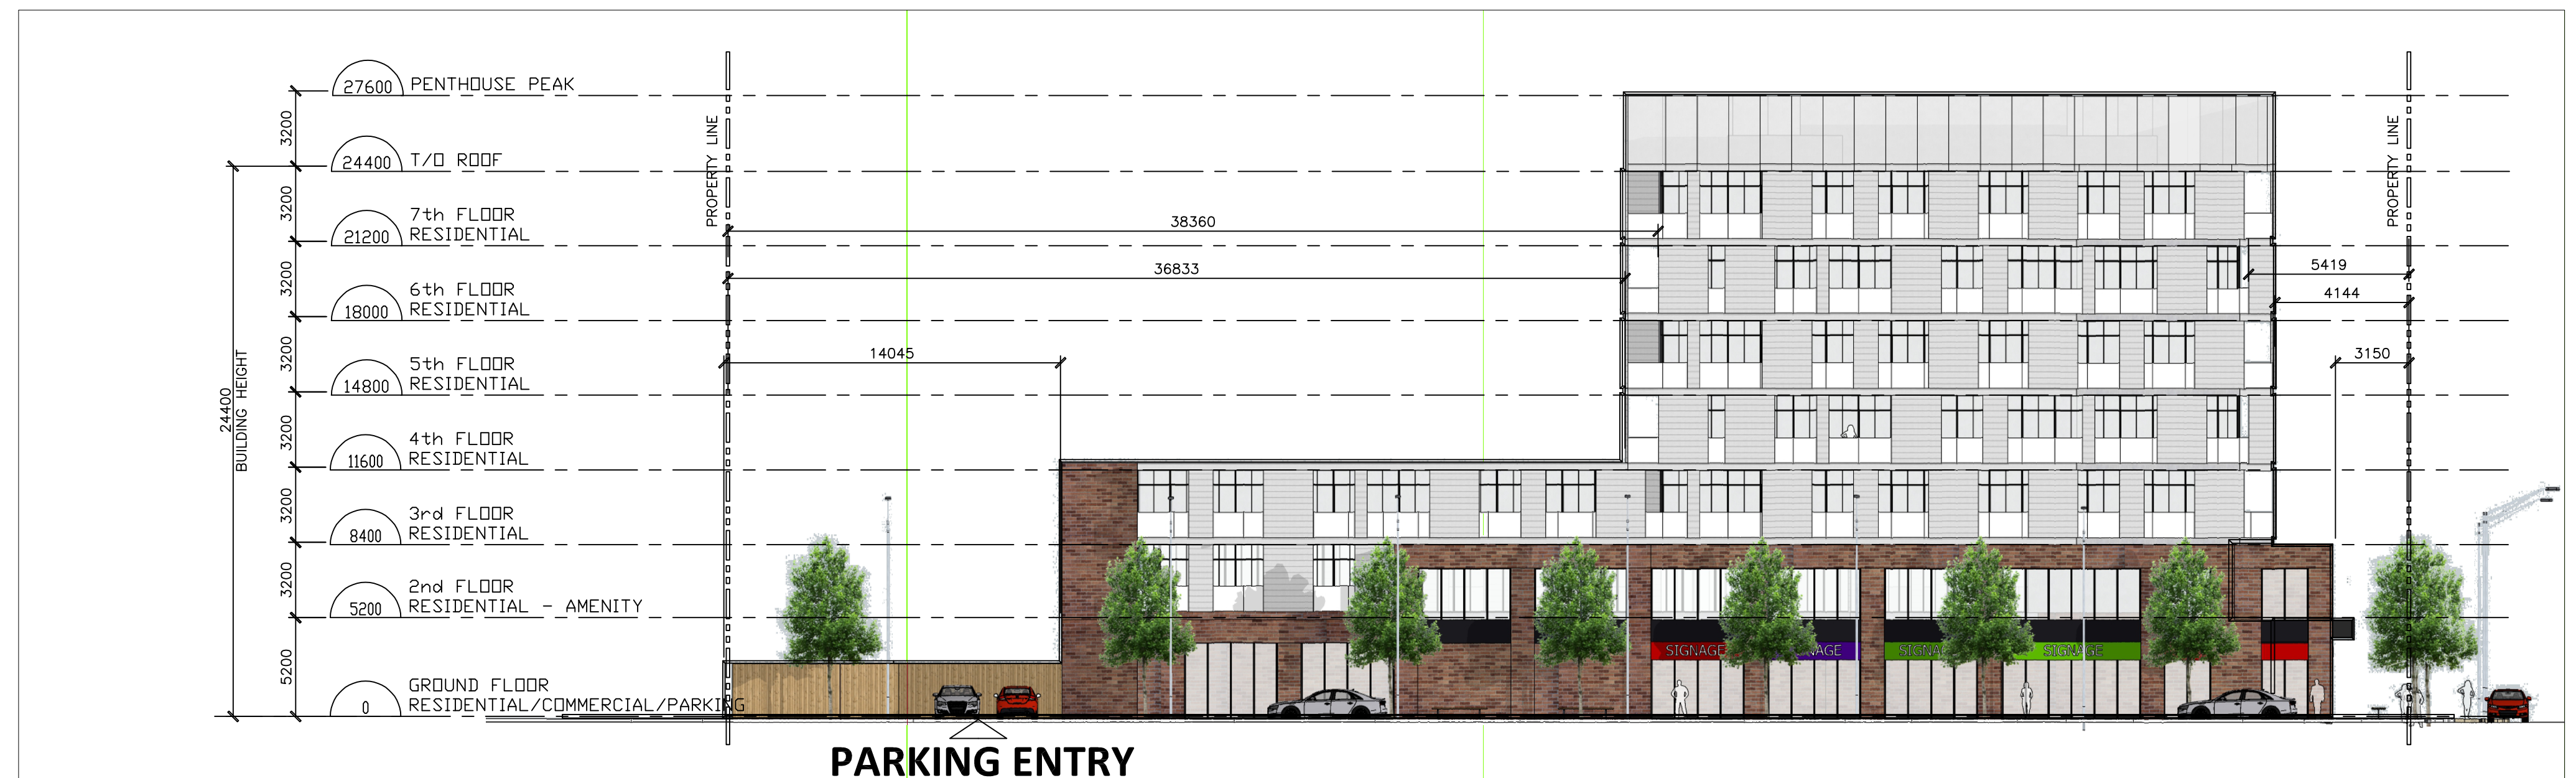 27600 PENTHOUSE PEAK
3200
24400 T/O ROOF
3200
7th FLOOR
21200 RESIDENTIAL
3200
6th FLOOR
18000 RESIDENTIAL
3200
5th FLOOR
14800 RESIDENTIAL
3200
4th FLOOR
11600 RESIDENTIAL
3200
3rd FLOOR
8400 RESIDENTIAL
3200
2nd FLOOR
5200 RESIDENTIAL - AMENITY
5200
GROUND FLOOR
0 RESIDENTIAL/COMMERCIAL/PARKING
24400
BUILDING HEIGHT
PROPERTY LINE
38360
36833
14045
PROPERTY LINE
5419
4144
3150
SIGNAGE
NAGE
SIGNA
SIGNAGE
PARKING ENTRY